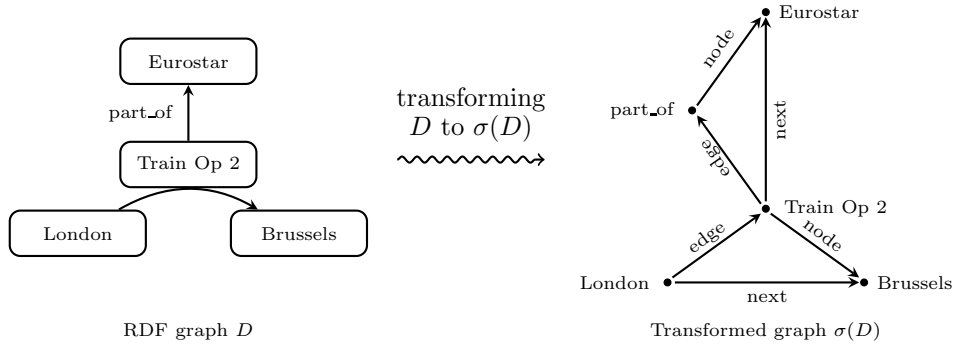 Eurostar
part_of
Train Op 2
London
Brussels
RDF graph D
transforming
D to σ(D)
Eurostar
node
part_of
next
edge
Train Op 2
edge
node
London
Brussels
next
Transformed graph σ(D)